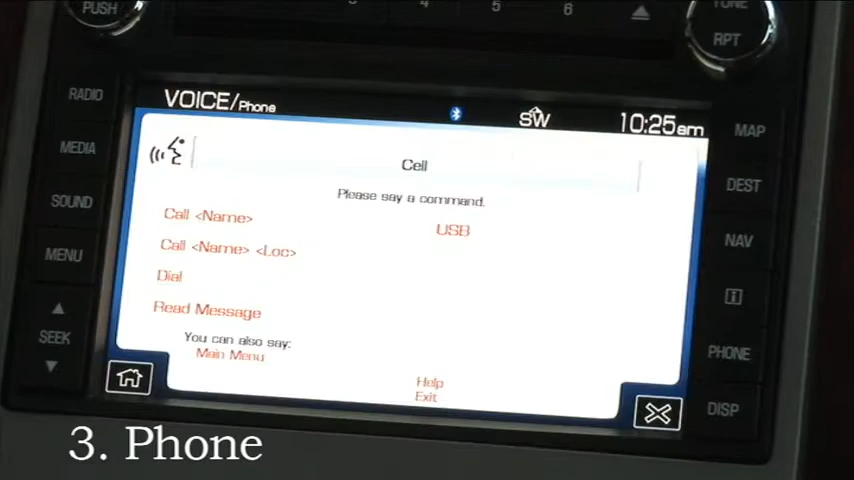 PUSH
3 4 5 6
TUNE
RPT
RADIO
MEDIA
SOUND
MENU
SEEK
VOICE/Phone
SW
10:25am
Cell
Please say a command.
Call <Name>
USB
Call <Name> <Loc>
Dial
Read Message
You can also say:
Main Menu
Help
Exit
MAP
DEST
NAV
i
PHONE
DISP
3. Phone